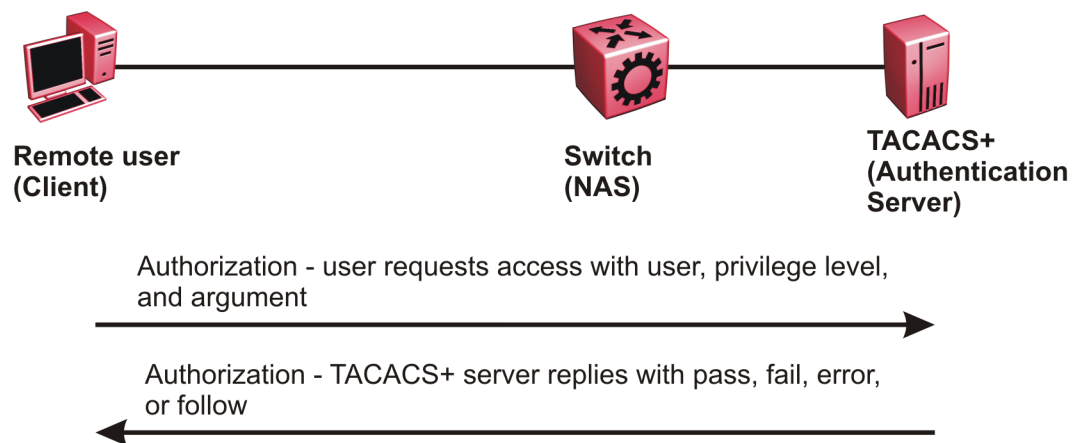 Remote user
(Client)
Switch
(NAS)
TACACS+
(Authentication
Server)
Authorization - user requests access with user, privilege level,
and argument
Authorization - TACACS+ server replies with pass, fail, error,
or follow